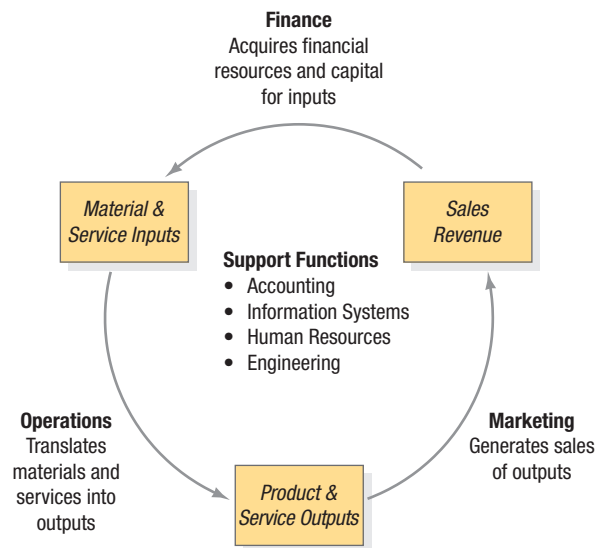 Finance
Acquires financial
resources and capital
for inputs
Material &
Service Inputs
Sales
Revenue
Support Functions
• Accounting
• Information Systems
• Human Resources
• Engineering
Operations
Translates
materials and
services into
outputs
Marketing
Generates sales
of outputs
Product &
Service Outputs